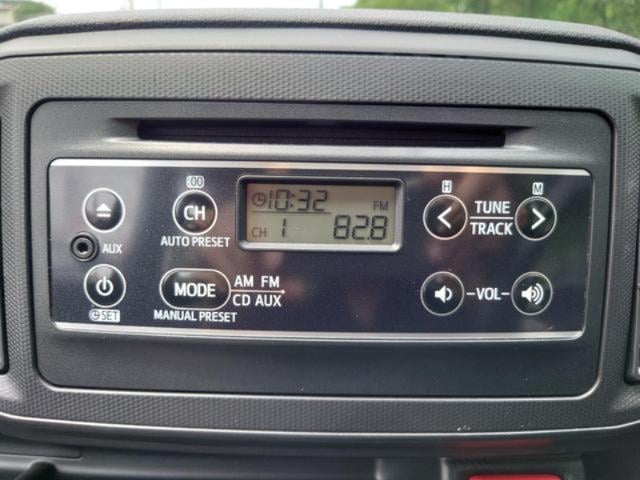 :00
H
M
CH
10:32
FM
TUNE
TRACK
AUX
AUTO PRESET
CH 1 82.8
MODE
AM FM
CD AUX
VOL
SET
MANUAL PRESET